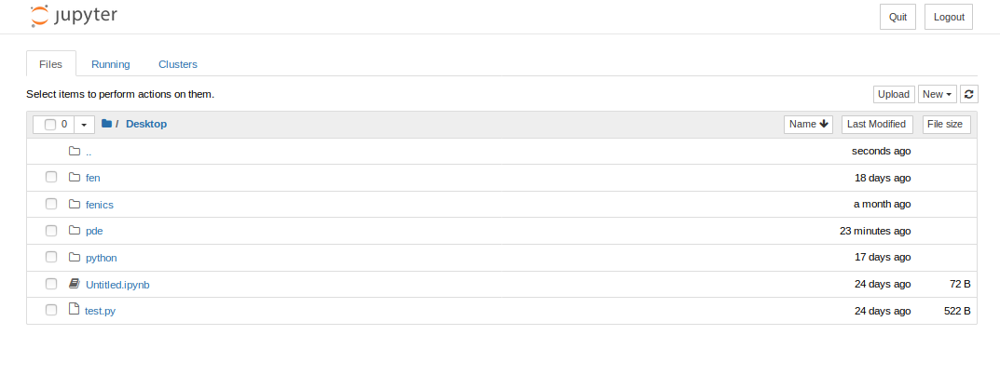 jupyter Quit Logout
Files Running Clusters
Select items to perform actions on them. Upload New
0 / Desktop Name Last Modified File size
.. seconds ago
fen 18 days ago
fenics a month ago
pde 23 minutes ago
python 17 days ago
Untitled.ipynb 24 days ago 72 B
test.py 24 days ago 522 B